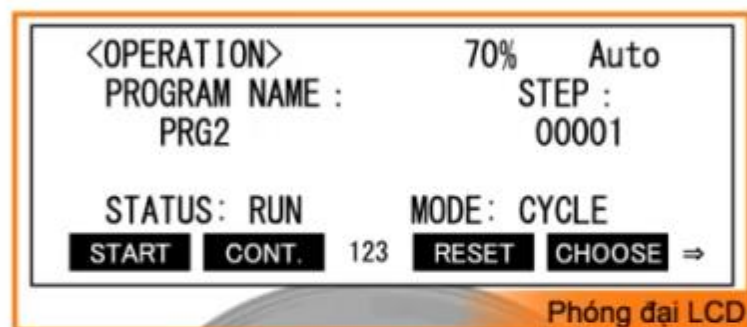 <OPERATION> 70% Auto
PROGRAM NAME : STEP :
PRG2 00001
STATUS: RUN MODE: CYCLE
START CONT. 123 RESET CHOOSE ⇒
Phóng đại LCD